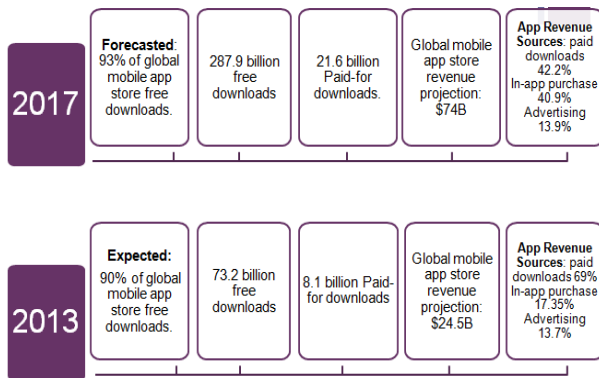 2017
Forecasted:
93% of global
mobile app
store free
downloads.
287.9 billion
free
downloads
21.6 billion
Paid-for
downloads.
Global mobile
app store
revenue
projection:
$74B
App Revenue
Sources: paid
downloads
42.2%
In-app purchase
40.9%
Advertising
13.9%
2013
Expected:
90% of global
mobile app
store free
downloads.
73.2 billion
free
downloads
8.1 billion Paid-
for downloads
Global mobile
app store
revenue
projection:
$24.5B
App Revenue
Sources: paid
downloads 69%
In-app purchase
17.35%
Advertising
13.7%